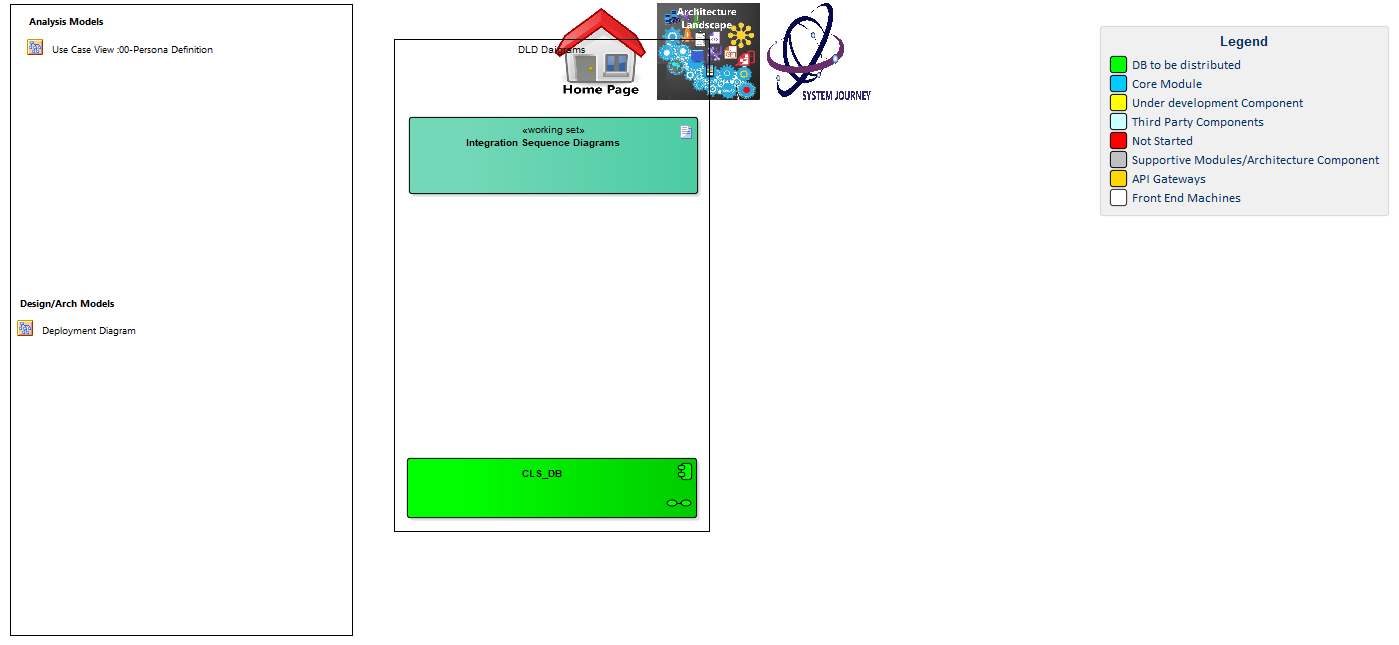 Analysis Models
Use Case View :00-Persona Definition
Design/Arch Models
Deployment Diagram
DLD Daigrams
Home Page
Architecture
Landscape
SYSTEM JOURNEY
«working set»
Integration Sequence Diagrams
CLS_DB
Legend
DB to be distributed
Core Module
Under development Component
Third Party Components
Not Started
Supportive Modules/Architecture Component
API Gateways
Front End Machines